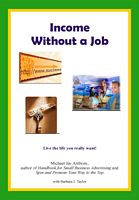 Income
Without a Job
Live the life you really want!
Michael Jay Anthony,
author of Handbook for Small Business Advertising and
Spin and Promote Your Way to the Top
with Barbara J. Taylor